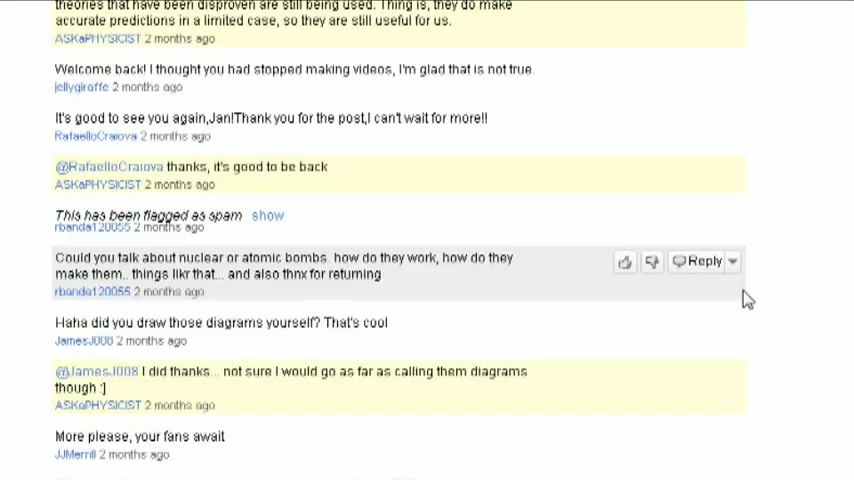 theories that have been disproven are still being used. Thing is, they do make
accurate predictions in a limited case, so they are still useful for us.
ASKaPHYSICIST 2 months ago
Welcome back! I thought you had stopped making videos, I'm glad that is not true.
jellygiraffe 2 months ago
It's good to see you again,Jan!Thank you for the post,I can't wait for more!!
RafaelloCraiova 2 months ago
@RafaelloCraiova thanks, it's good to be back
ASKaPHYSICIST 2 months ago
This has been flagged as spam show
rbanda120055 2 months ago
Could you talk about nuclear or atomic bombs. how do they work, how do they
make them.. things likr that... and also thnx for returning
Reply
rbanda120055 2 months ago
Haha did you draw those diagrams yourself? That's cool
JamesJ008 2 months ago
@JamesJ008 I did thanks... not sure I would go as far as calling them diagrams
though :]
ASKaPHYSICIST 2 months ago
More please, your fans await
JJMerrill 2 months ago